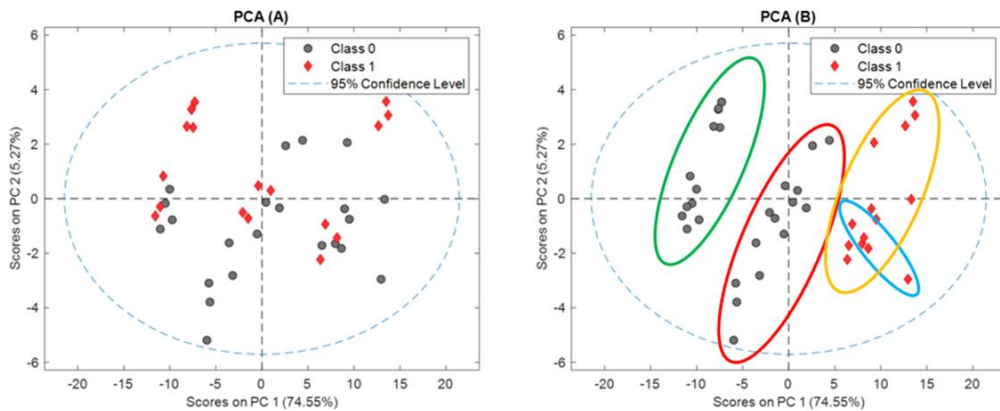 PCA (A)
6
4
2
0
-2
-4
-6
Scores on PC 2 (5.27%)
Class 0
Class 1
95% Confidence Level
-20 -15 -10 -5 0 5 10 15 20
Scores on PC 1 (74.55%)
PCA (B)
6
4
2
0
-2
-4
-6
Scores on PC 2 (5.27%)
Class 0
Class 1
95% Confidence Level
-20 -15 -10 -5 0 5 10 15 20
Scores on PC 1 (74.55%)